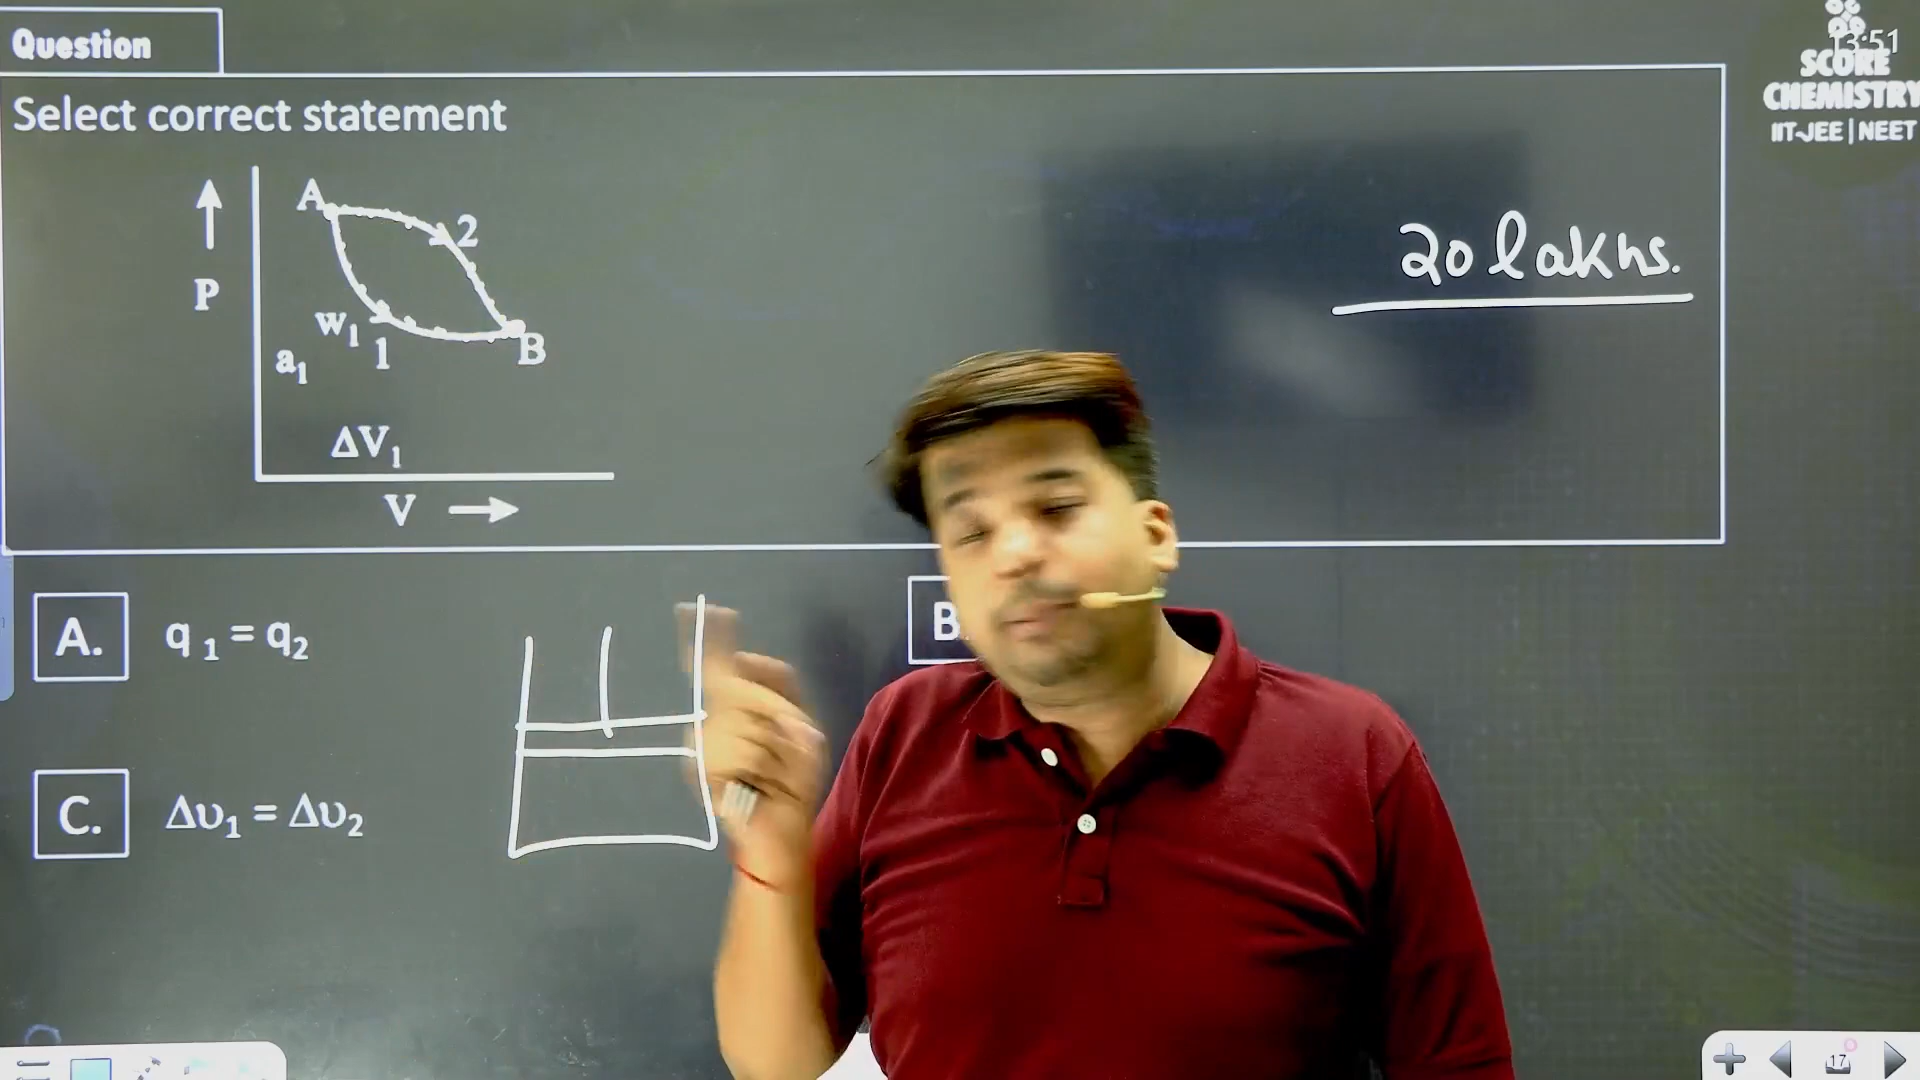 Question
13:51
SCORE
CHEMISTRY
IIT-JEE | NEET
Select correct statement
A
2
P
w1
1
B
a1
ΔV1
V
20 lakhs.
A. q1 = q2
B.
C. Δυ1 = Δυ2
17